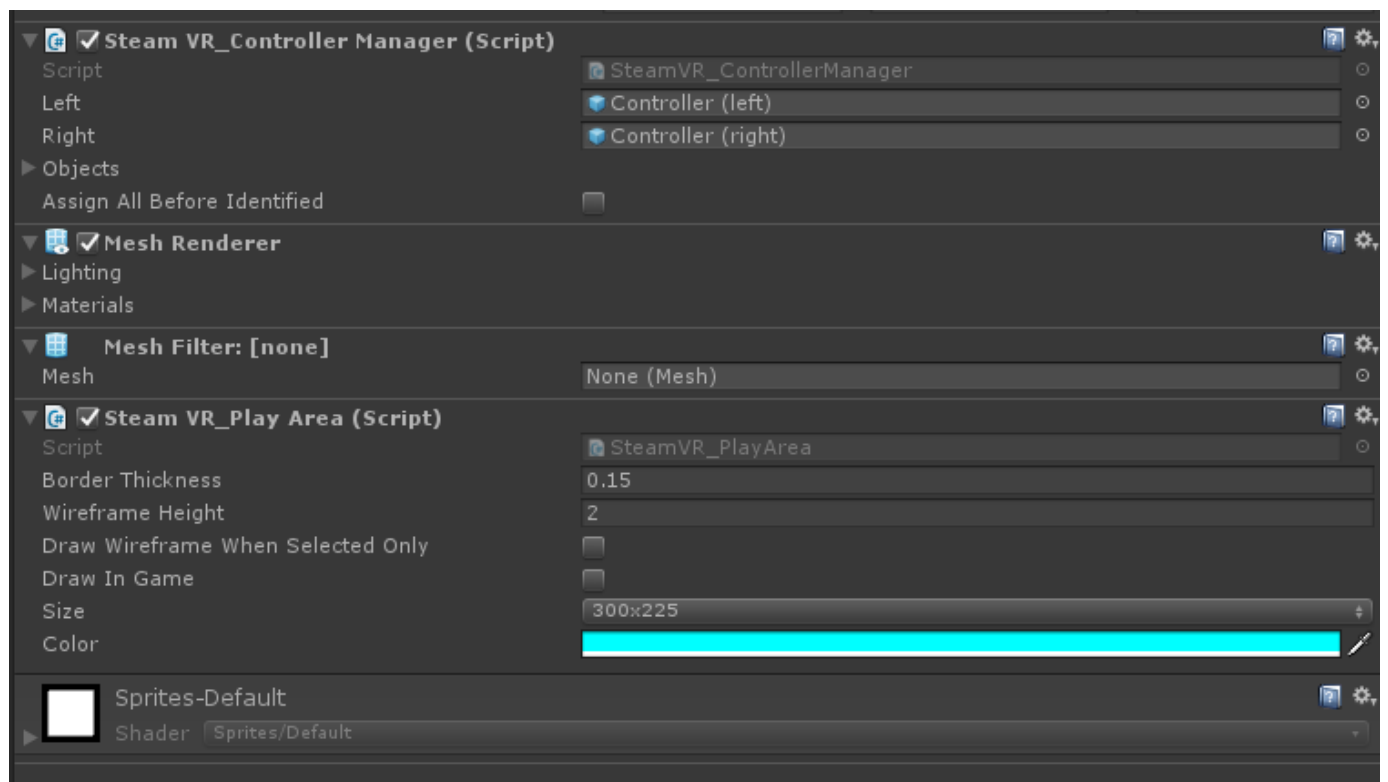 Steam VR_Controller Manager (Script)
Script SteamVR_ControllerManager
Left Controller (left)
Right Controller (right)
Objects
Assign All Before Identified
Mesh Renderer
Lighting
Materials
Mesh Filter: [none]
Mesh None (Mesh)
Steam VR_Play Area (Script)
Script SteamVR_PlayArea
Border Thickness 0.15
Wireframe Height 2
Draw Wireframe When Selected Only
Draw In Game
Size 300x225
Color
Sprites-Default
Shader Sprites/Default